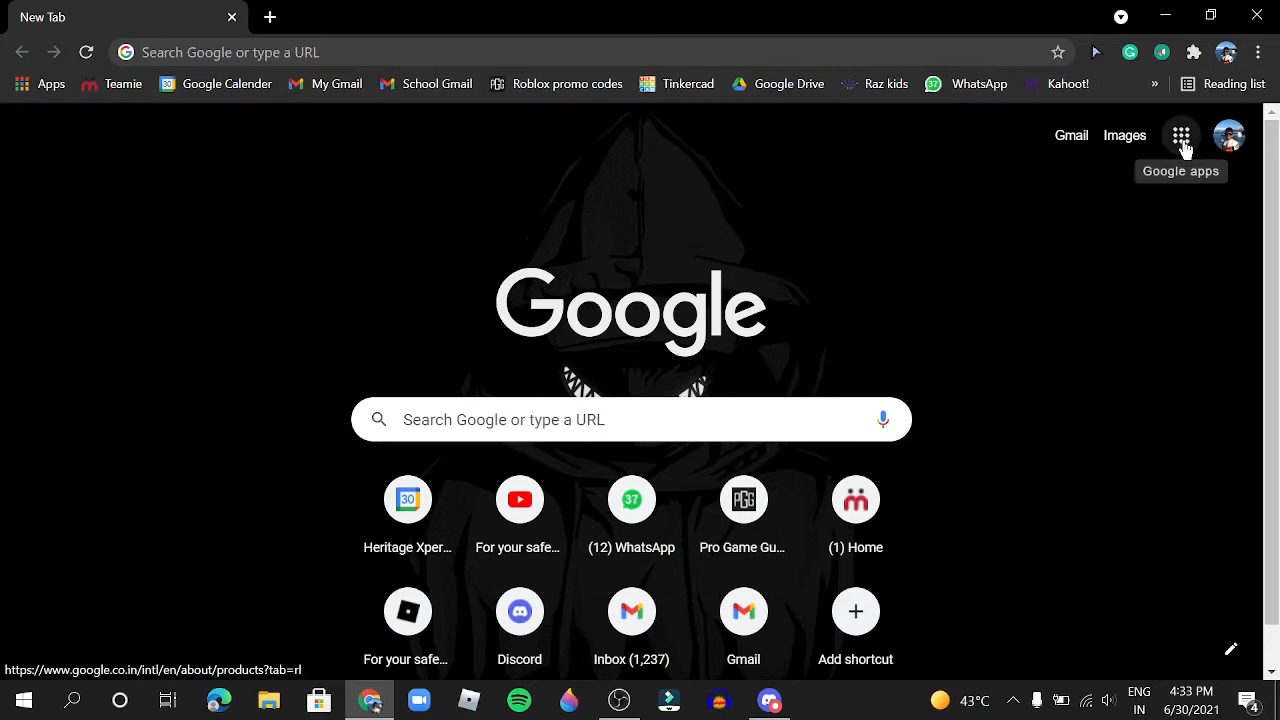 New Tab
Search Google or type a URL
Apps Teamie Google Calender My Gmail School Gmail Roblox promo codes Tinkercad Google Drive Raz kids WhatsApp Kahoot! » Reading list
Gmail Images
Google apps
Google
Search Google or type a URL
30 37 PGG
Heritage Xper... For your safe... (12) WhatsApp Pro Game Gu... (1) Home
For your safe... Discord Inbox (1,237) Gmail Add shortcut
https://www.google.co.in/intl/en/about/products?tab=rl
43°C ENG IN 4:33 PM 6/30/2021 4